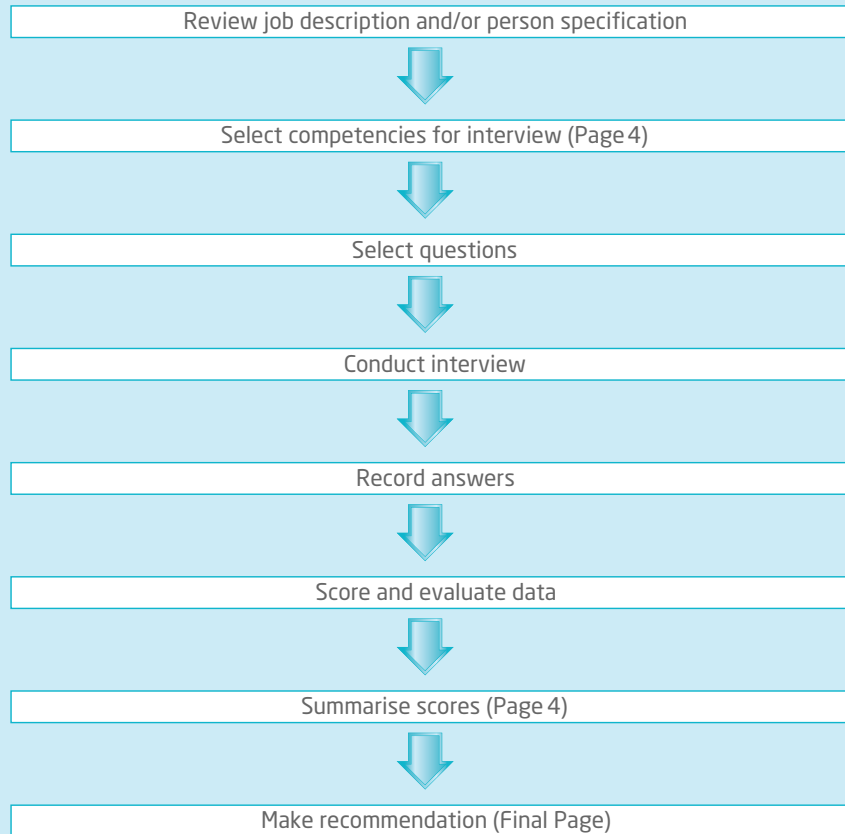 Review job description and/or person specification
Select competencies for interview (Page 4)
Select questions
Conduct interview
Record answers
Score and evaluate data
Summarise scores (Page 4)
Make recommendation (Final Page)